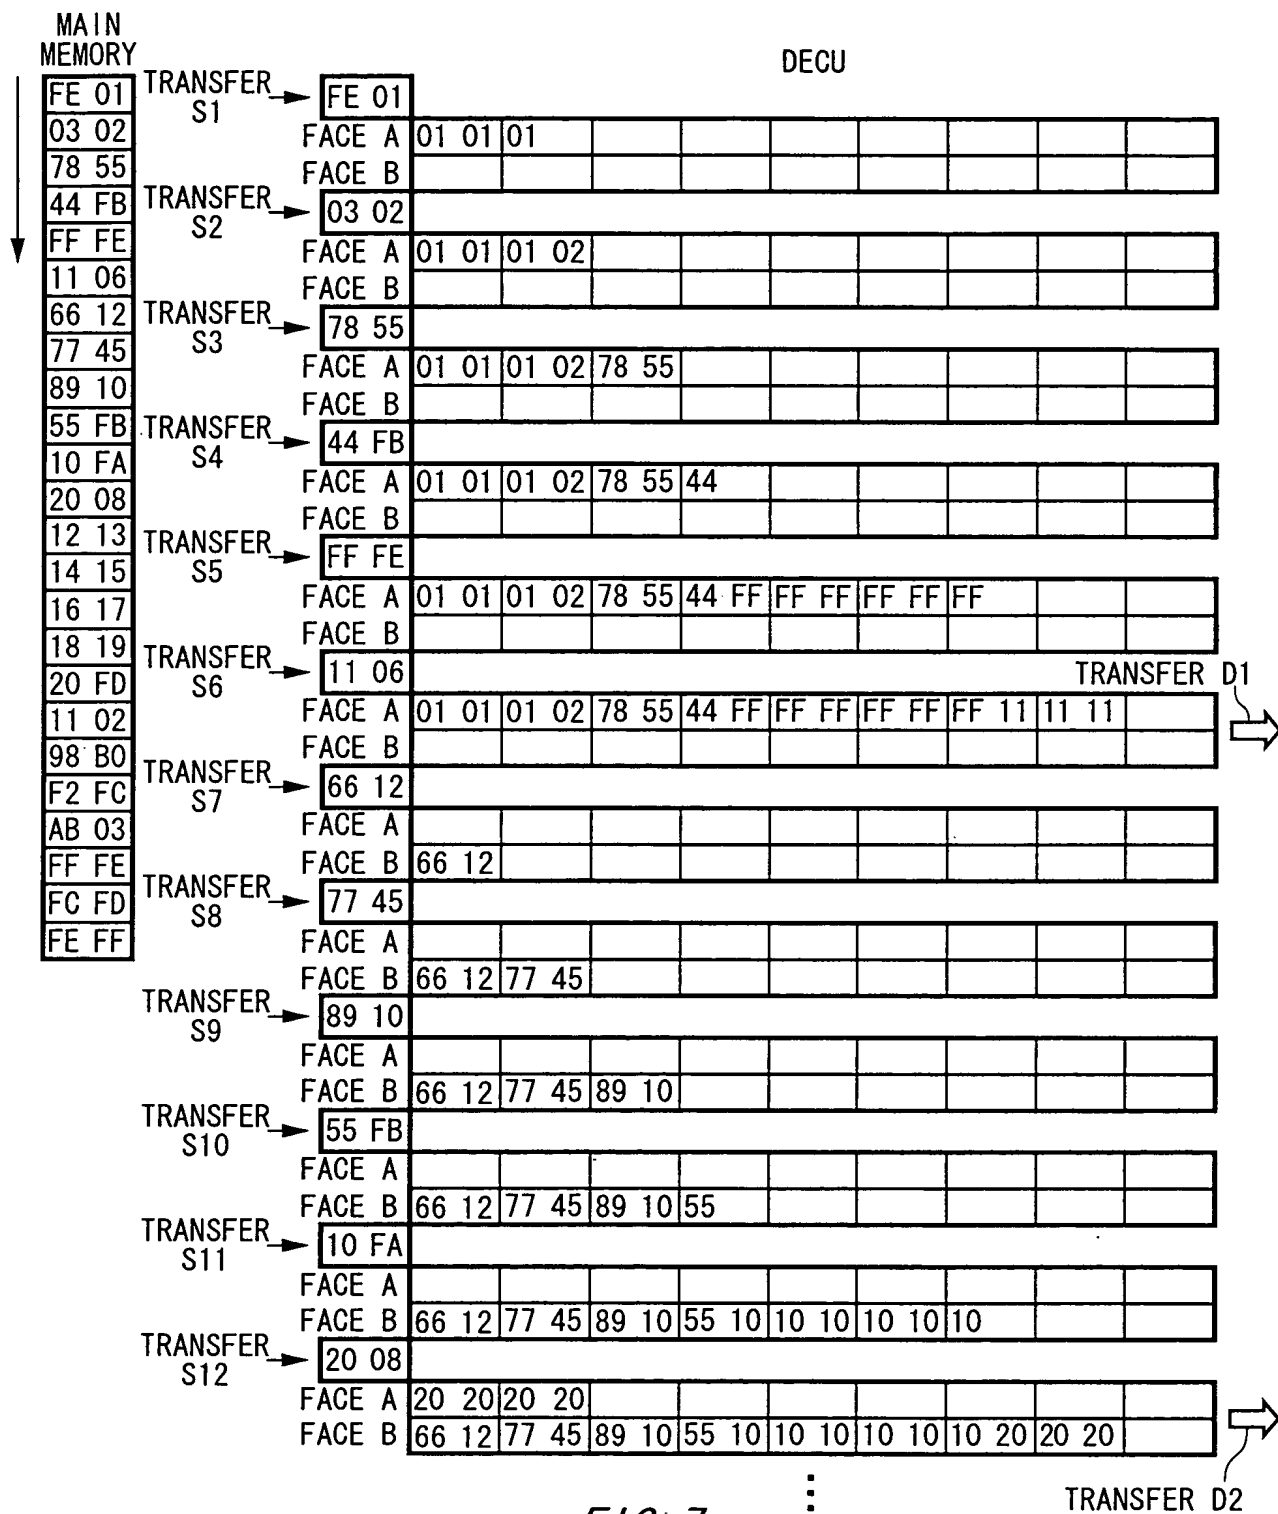 MAIN
MEMORY
FE 01
03 02
78 55
44 FB
FF FE
11 06
66 12
77 45
89 10
55 FB
10 FA
20 08
12 13
14 15
16 17
18 19
20 FD
11 02
98 B0
F2 FC
AB 03
FF FE
FC FD
FE FF
DECU
TRANSFER
S1
FE 01
FACE A 01 01 01
FACE B
TRANSFER
S2
03 02
FACE A 01 01 01 02
FACE B
TRANSFER
S3
78 55
FACE A 01 01 01 02 78 55
FACE B
TRANSFER
S4
44 FB
FACE A 01 01 01 02 78 55 44
FACE B
TRANSFER
S5
FF FE
FACE A 01 01 01 02 78 55 44 FF FF FF FF FF FF
FACE B
TRANSFER
S6
11 06
TRANSFER D1
FACE A 01 01 01 02 78 55 44 FF FF FF FF FF FF 11 11 11
FACE B
TRANSFER
S7
66 12
FACE A
FACE B 66 12
TRANSFER
S8
77 45
FACE A
FACE B 66 12 77 45
TRANSFER
S9
89 10
FACE A
FACE B 66 12 77 45 89 10
TRANSFER
S10
55 FB
FACE A
FACE B 66 12 77 45 89 10 55
TRANSFER
S11
10 FA
FACE A
FACE B 66 12 77 45 89 10 55 10 10 10 10 10 10
TRANSFER
S12
20 08
FACE A 20 20 20 20
FACE B 66 12 77 45 89 10 55 10 10 10 10 10 10 20 20 20
TRANSFER D2